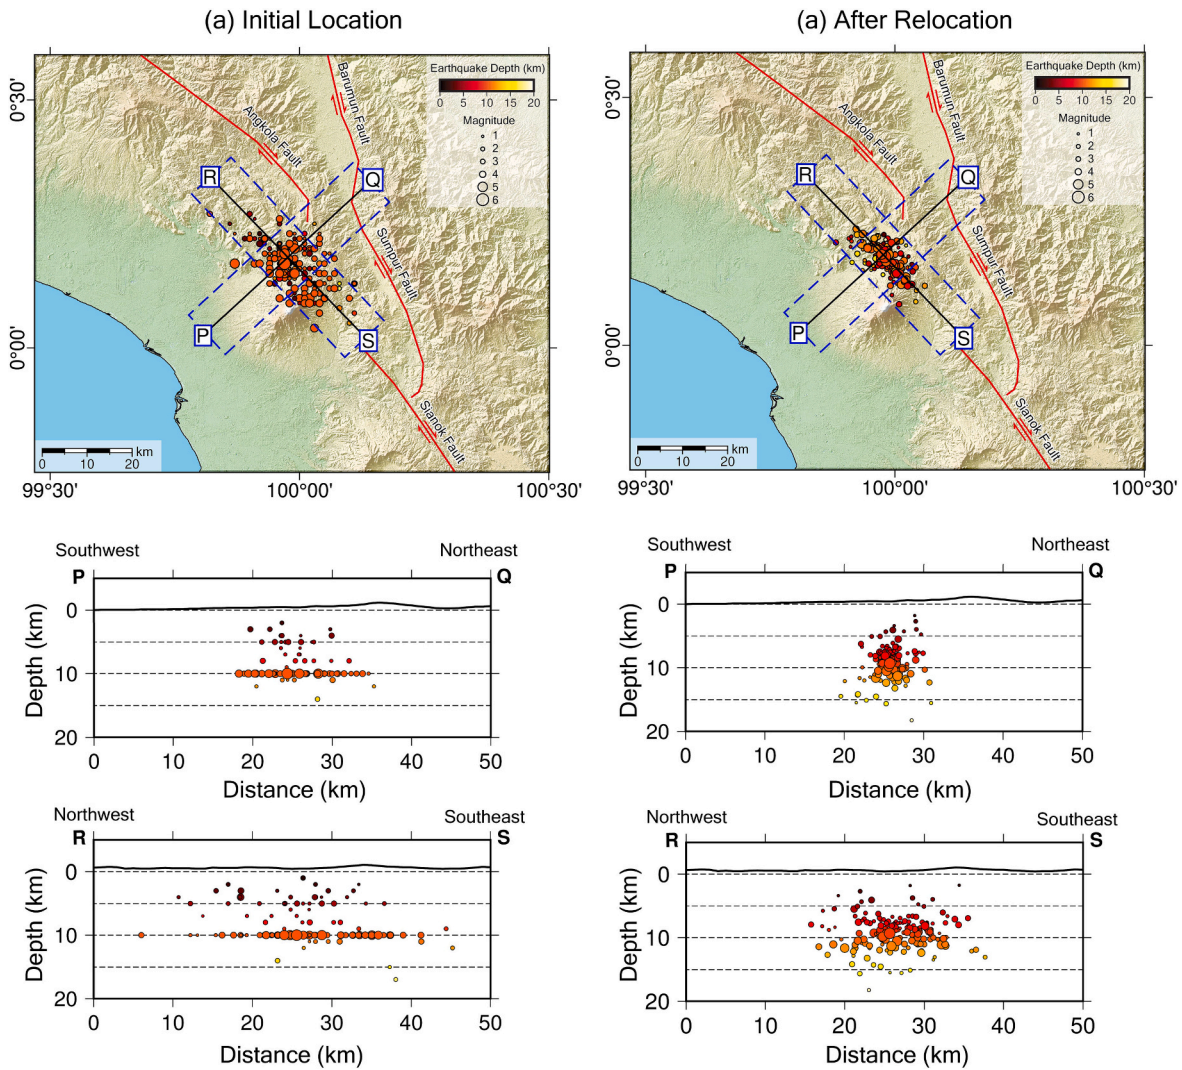 (a) Initial Location
(a) After Relocation
0°30'
0°00'
99°30'
100°00'
100°30'
Earthquake Depth (km)
0 5 10 15 20
Magnitude
1
2
3
4
5
6
Barumun Fault
Angkola Fault
Sumpur Fault
Sianok Fault
R
Q
P
S
0 10 20 km
0°30'
0°00'
99°30'
100°00'
100°30'
Earthquake Depth (km)
0 5 10 15 20
Magnitude
1
2
3
4
5
6
Barumun Fault
Angkola Fault
Sumpur Fault
Sianok Fault
R
Q
P
S
0 10 20 km
Southwest Northeast
P Q
Depth (km)
0
10
20
0 10 20 30 40 50
Distance (km)
Southwest Northeast
P Q
Depth (km)
0
10
20
0 10 20 30 40 50
Distance (km)
Northwest Southeast
R S
Depth (km)
0
10
20
0 10 20 30 40 50
Distance (km)
Northwest Southeast
R S
Depth (km)
0
10
20
0 10 20 30 40 50
Distance (km)